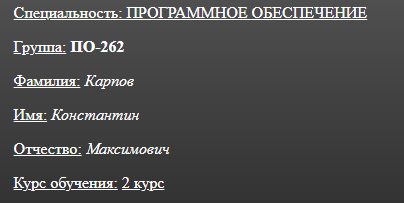 Специальность: ПРОГРАММНОЕ ОБЕСПЕЧЕНИЕ
Группа: ПО-262
Фамилия: Карпов
Имя: Константин
Отчество: Максимович
Курс обучения: 2 курс